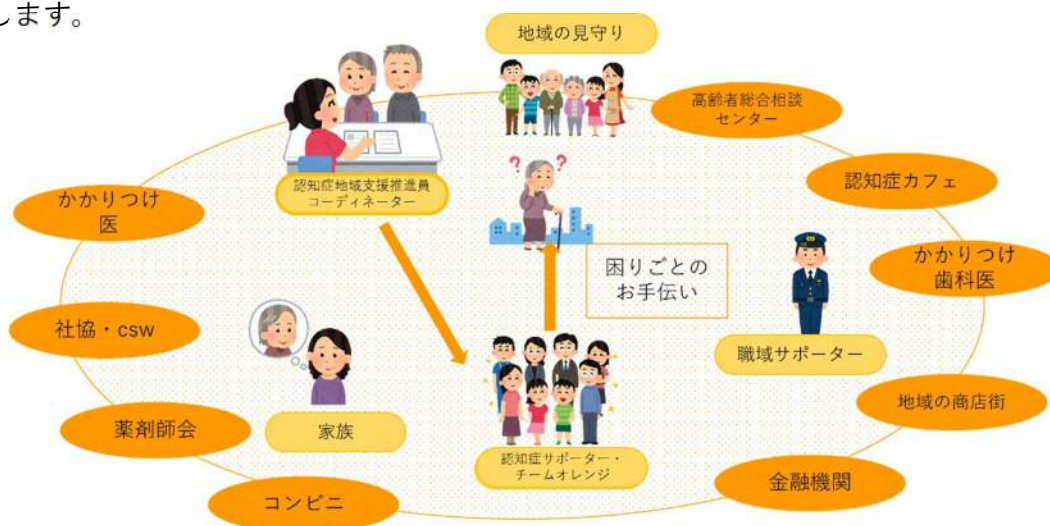 します。
地域の見守り
高齢者総合相談
センター
認知症地域支援推進員
コーディネーター
認知症カフェ
かかりつけ
医
困りごとの
お手伝い
かかりつけ
歯科医
社協・csw
職域サポーター
地域の商店街
薬剤師会
家族
認知症サポーター・
チームオレンジ
金融機関
コンビニ